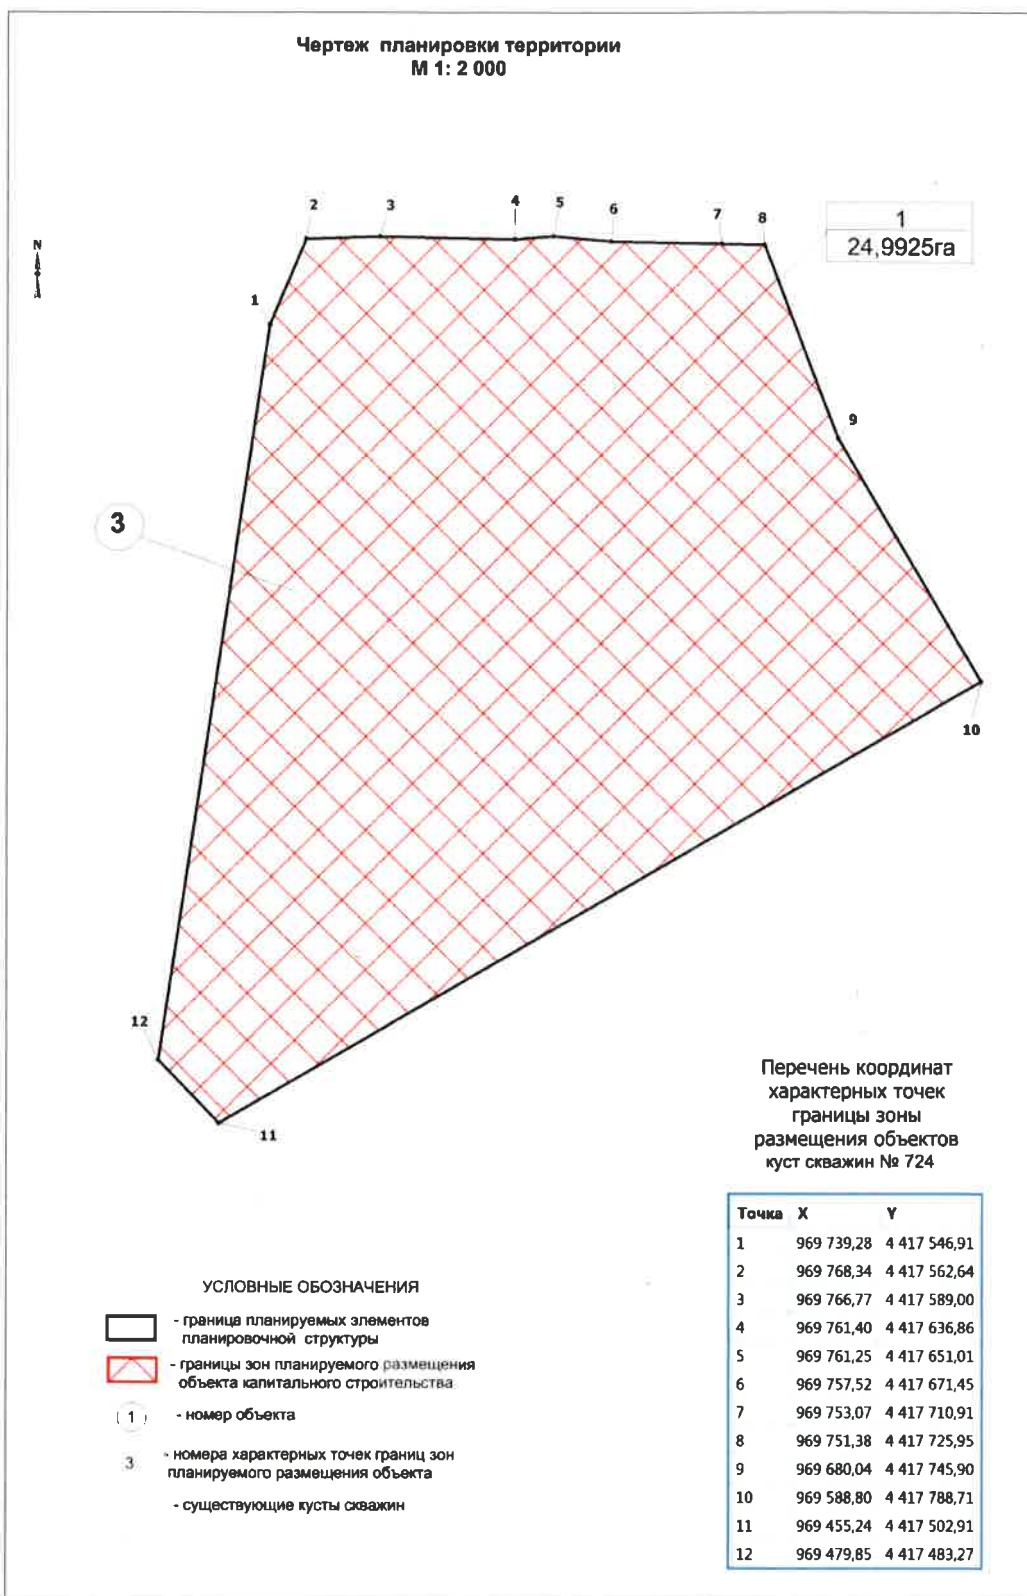 Чертеж планировки территории
М 1: 2 000
N
1
2
3
4
5
6
7
8
1
24,9925га
9
3
10
12
11
Перечень координат
характерных точек
границы зоны
размещения объектов
куст скважин № 724
Точка X Y
1 969 739,28 4 417 546,91
2 969 768,34 4 417 562,64
3 969 766,77 4 417 589,00
4 969 761,40 4 417 636,86
5 969 761,25 4 417 651,01
6 969 757,52 4 417 671,45
7 969 753,07 4 417 710,91
8 969 751,38 4 417 725,95
9 969 680,04 4 417 745,90
10 969 588,80 4 417 788,71
11 969 455,24 4 417 502,91
12 969 479,85 4 417 483,27
УСЛОВНЫЕ ОБОЗНАЧЕНИЯ
- граница планируемых элементов
планировочной структуры
- границы зон планируемого размещения
объекта капитального строительства
1 - номер объекта
3 - номера характерных точек границ зон
планируемого размещения объекта
- существующие кусты скважин